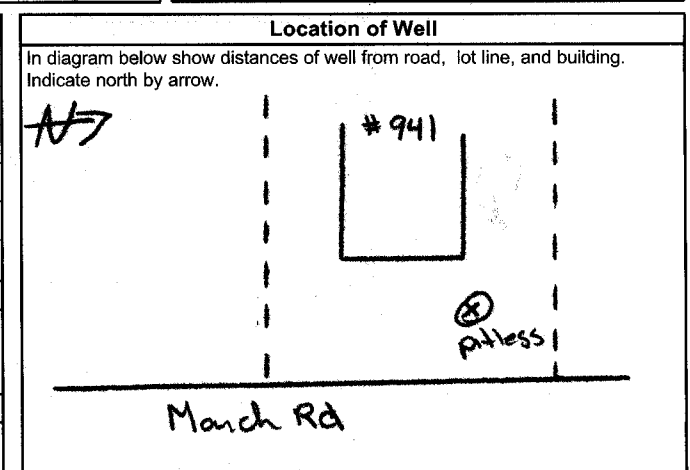 Location of Well
In diagram below show distances of well from road, lot line, and building.
Indicate north by arrow.
N
# 941
pitless
March Rd